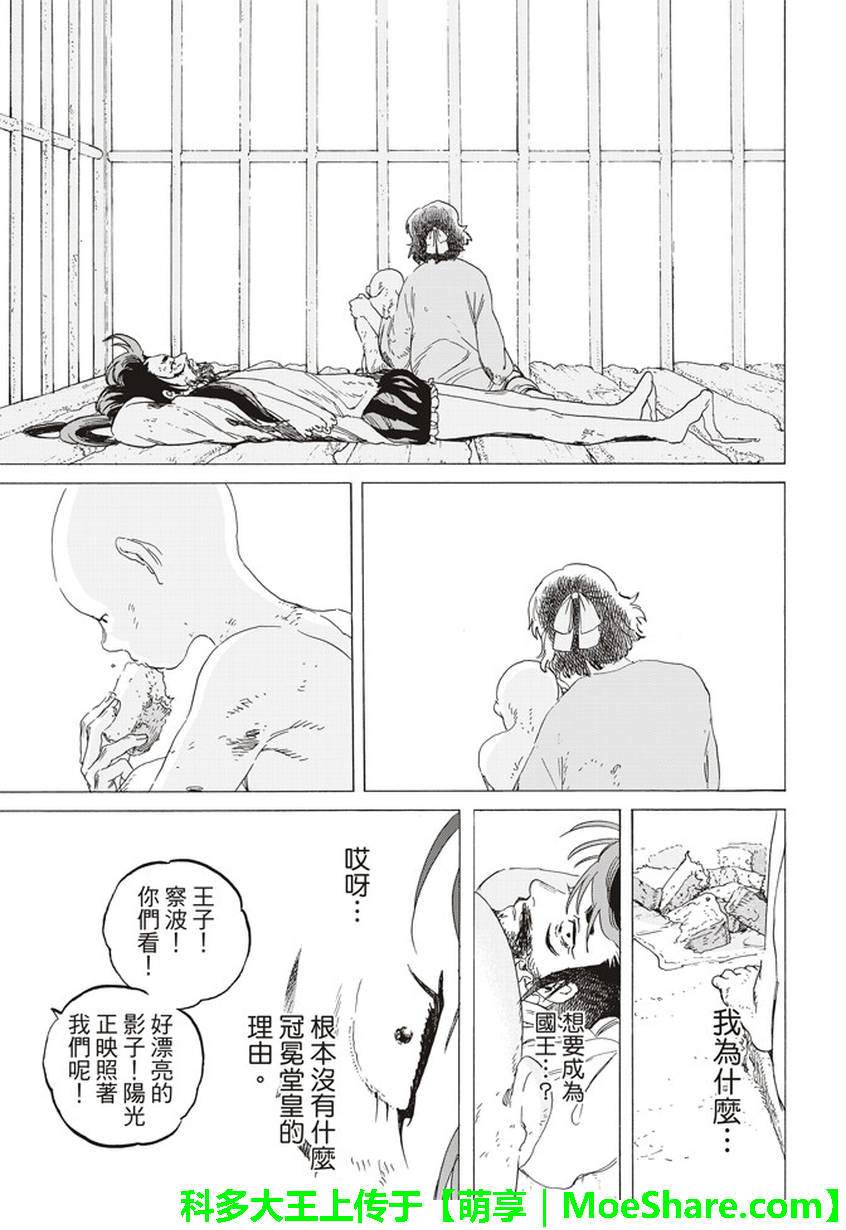 我為什麼…
想要成為
國王…?
哎呀…
根本沒有什麼
冠冕堂皇的
理由。
王子!
察波!
你們看!
好漂亮的
影子!陽光
正映照著
我們呢!
科多大王上传于【萌享|MoeShare.com】